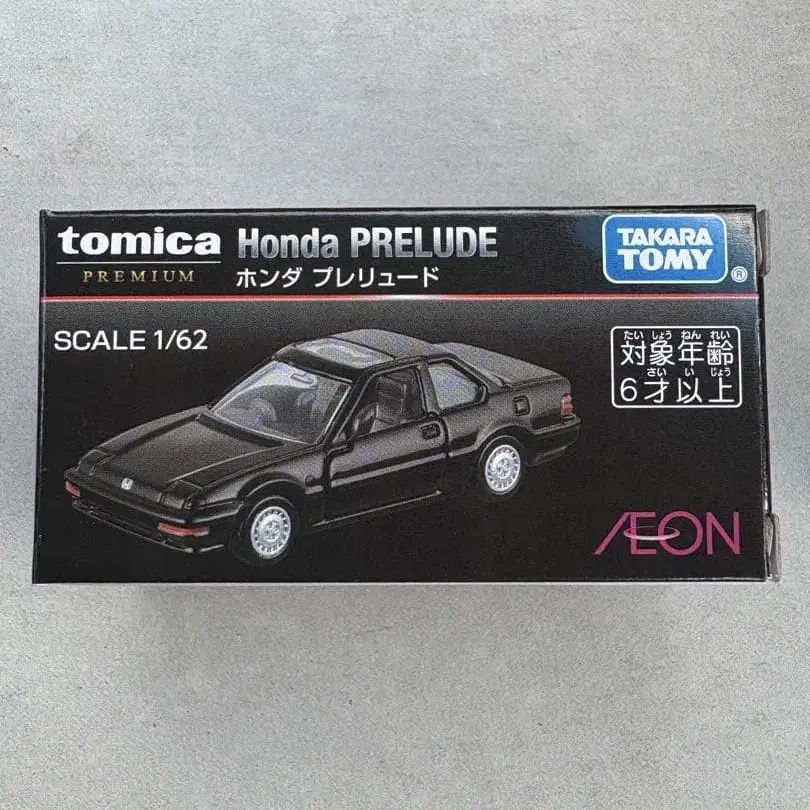 tomica
PREMIUM
Honda PRELUDE
ホンダ プレリュード
TAKARA
TOMY
®
SCALE 1/62
たい しょう ねん れい
対象年齢
さい い じょう
6才以上
ÆON